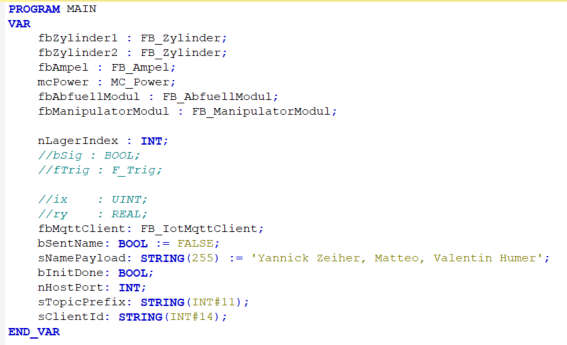 PROGRAM MAIN
VAR
fbZylinder1 : FB_Zylinder;
fbZylinder2 : FB_Zylinder;
fbAmpel : FB_Ampel;
mcPower : MC_Power;
fbAbfuellModul : FB_AbfuellModul;
fbManipulatorModul : FB_ManipulatorModul;
nLagerIndex : INT;
//bSig : BOOL;
//fTrig : F_Trig;
//ix : UINT;
//ry : REAL;
fbMqttClient: FB_IotMqttClient;
bSentName: BOOL := FALSE;
sNamePayload: STRING(255) := 'Yannick Zeiher, Matteo, Valentin Humer';
bInitDone: BOOL;
nHostPort: INT;
sTopicPrefix: STRING(INT#11);
sClientId: STRING(INT#14);
END_VAR